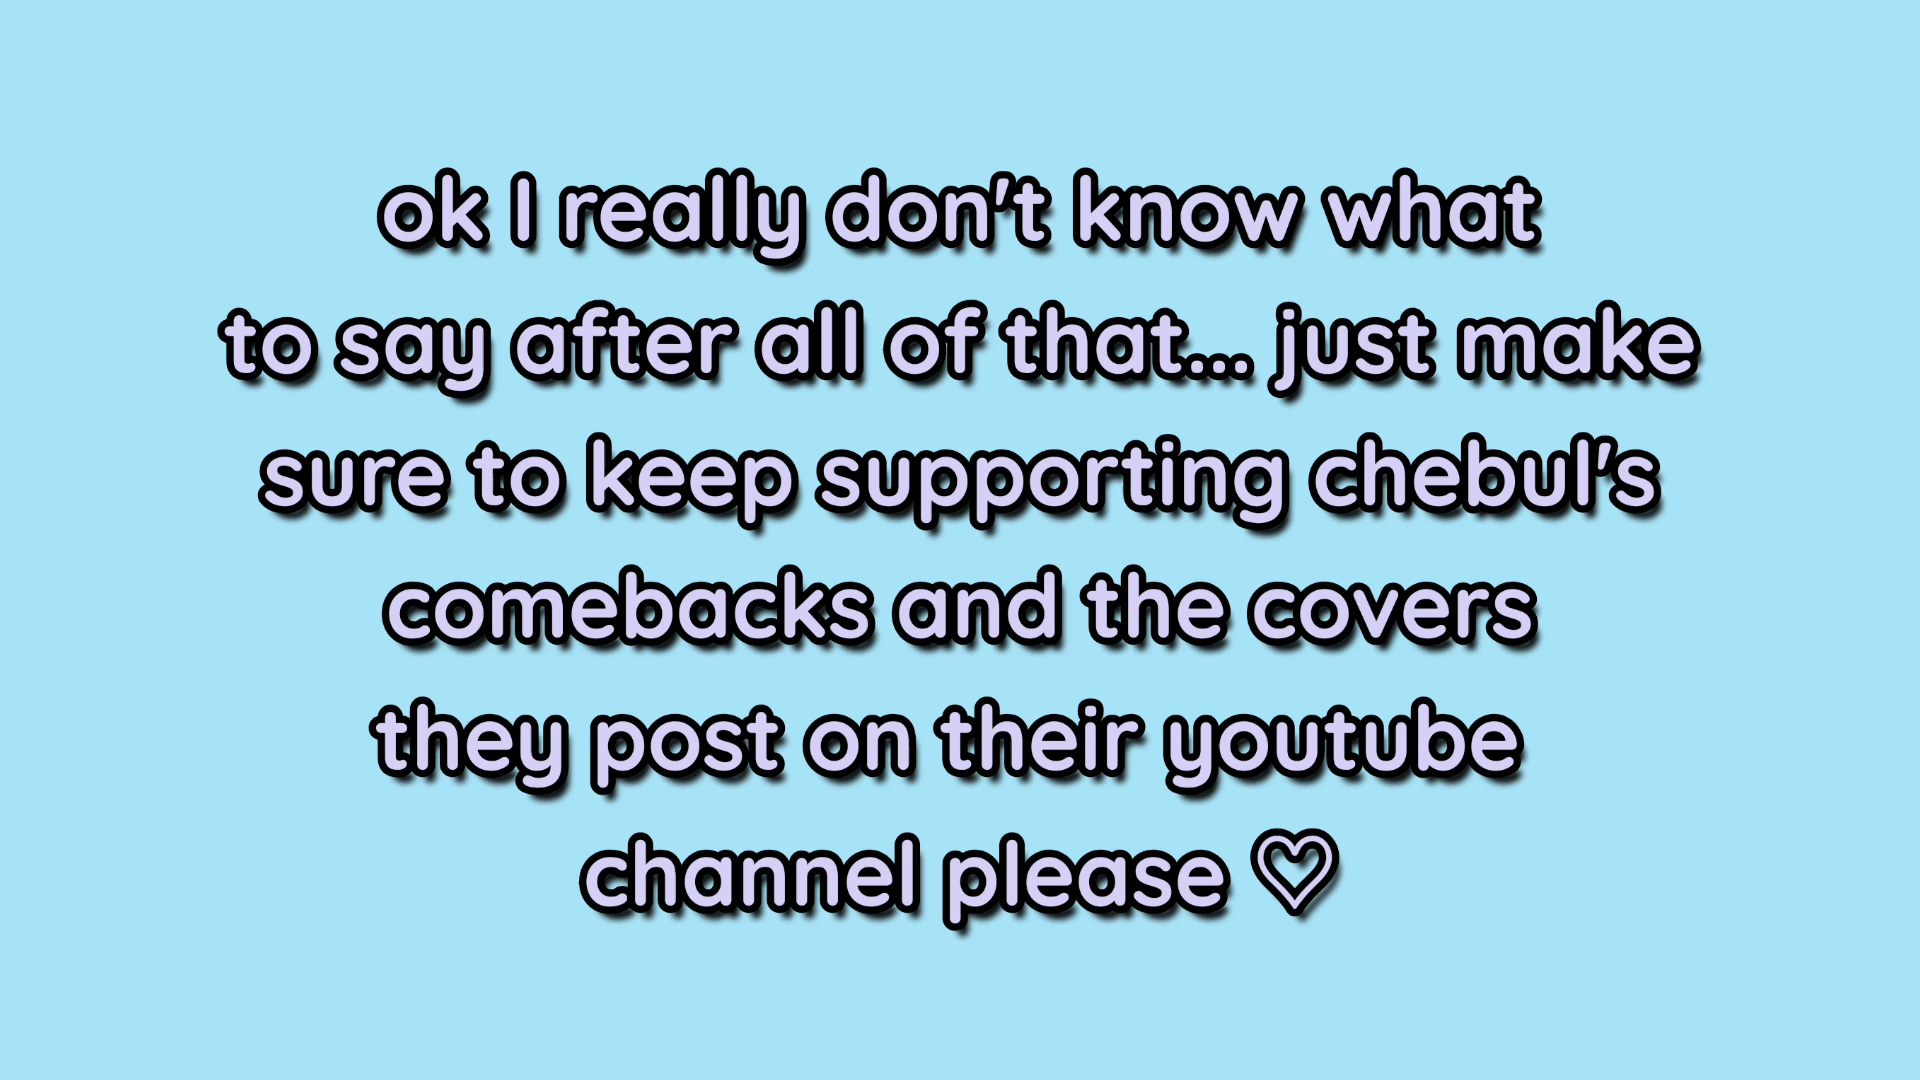 ok I really don't know what
to say after all of that... just make
sure to keep supporting chebul's
comebacks and the covers
they post on their youtube
channel please ♡